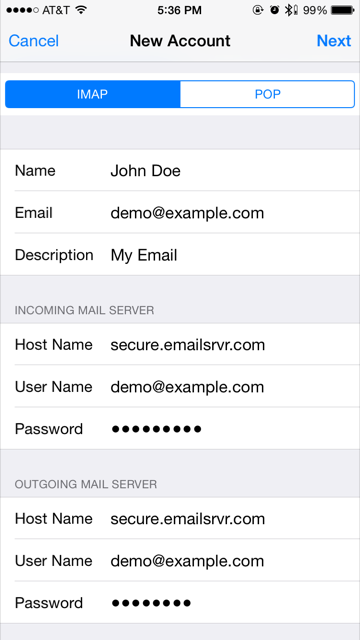 AT&T 5:36 PM 99%
Cancel New Account Next
IMAP POP
Name John Doe
Email demo@example.com
Description My Email
INCOMING MAIL SERVER
Host Name secure.emailsrvr.com
User Name demo@example.com
Password ●●●●●●●●●
OUTGOING MAIL SERVER
Host Name secure.emailsrvr.com
User Name demo@example.com
Password ●●●●●●●●